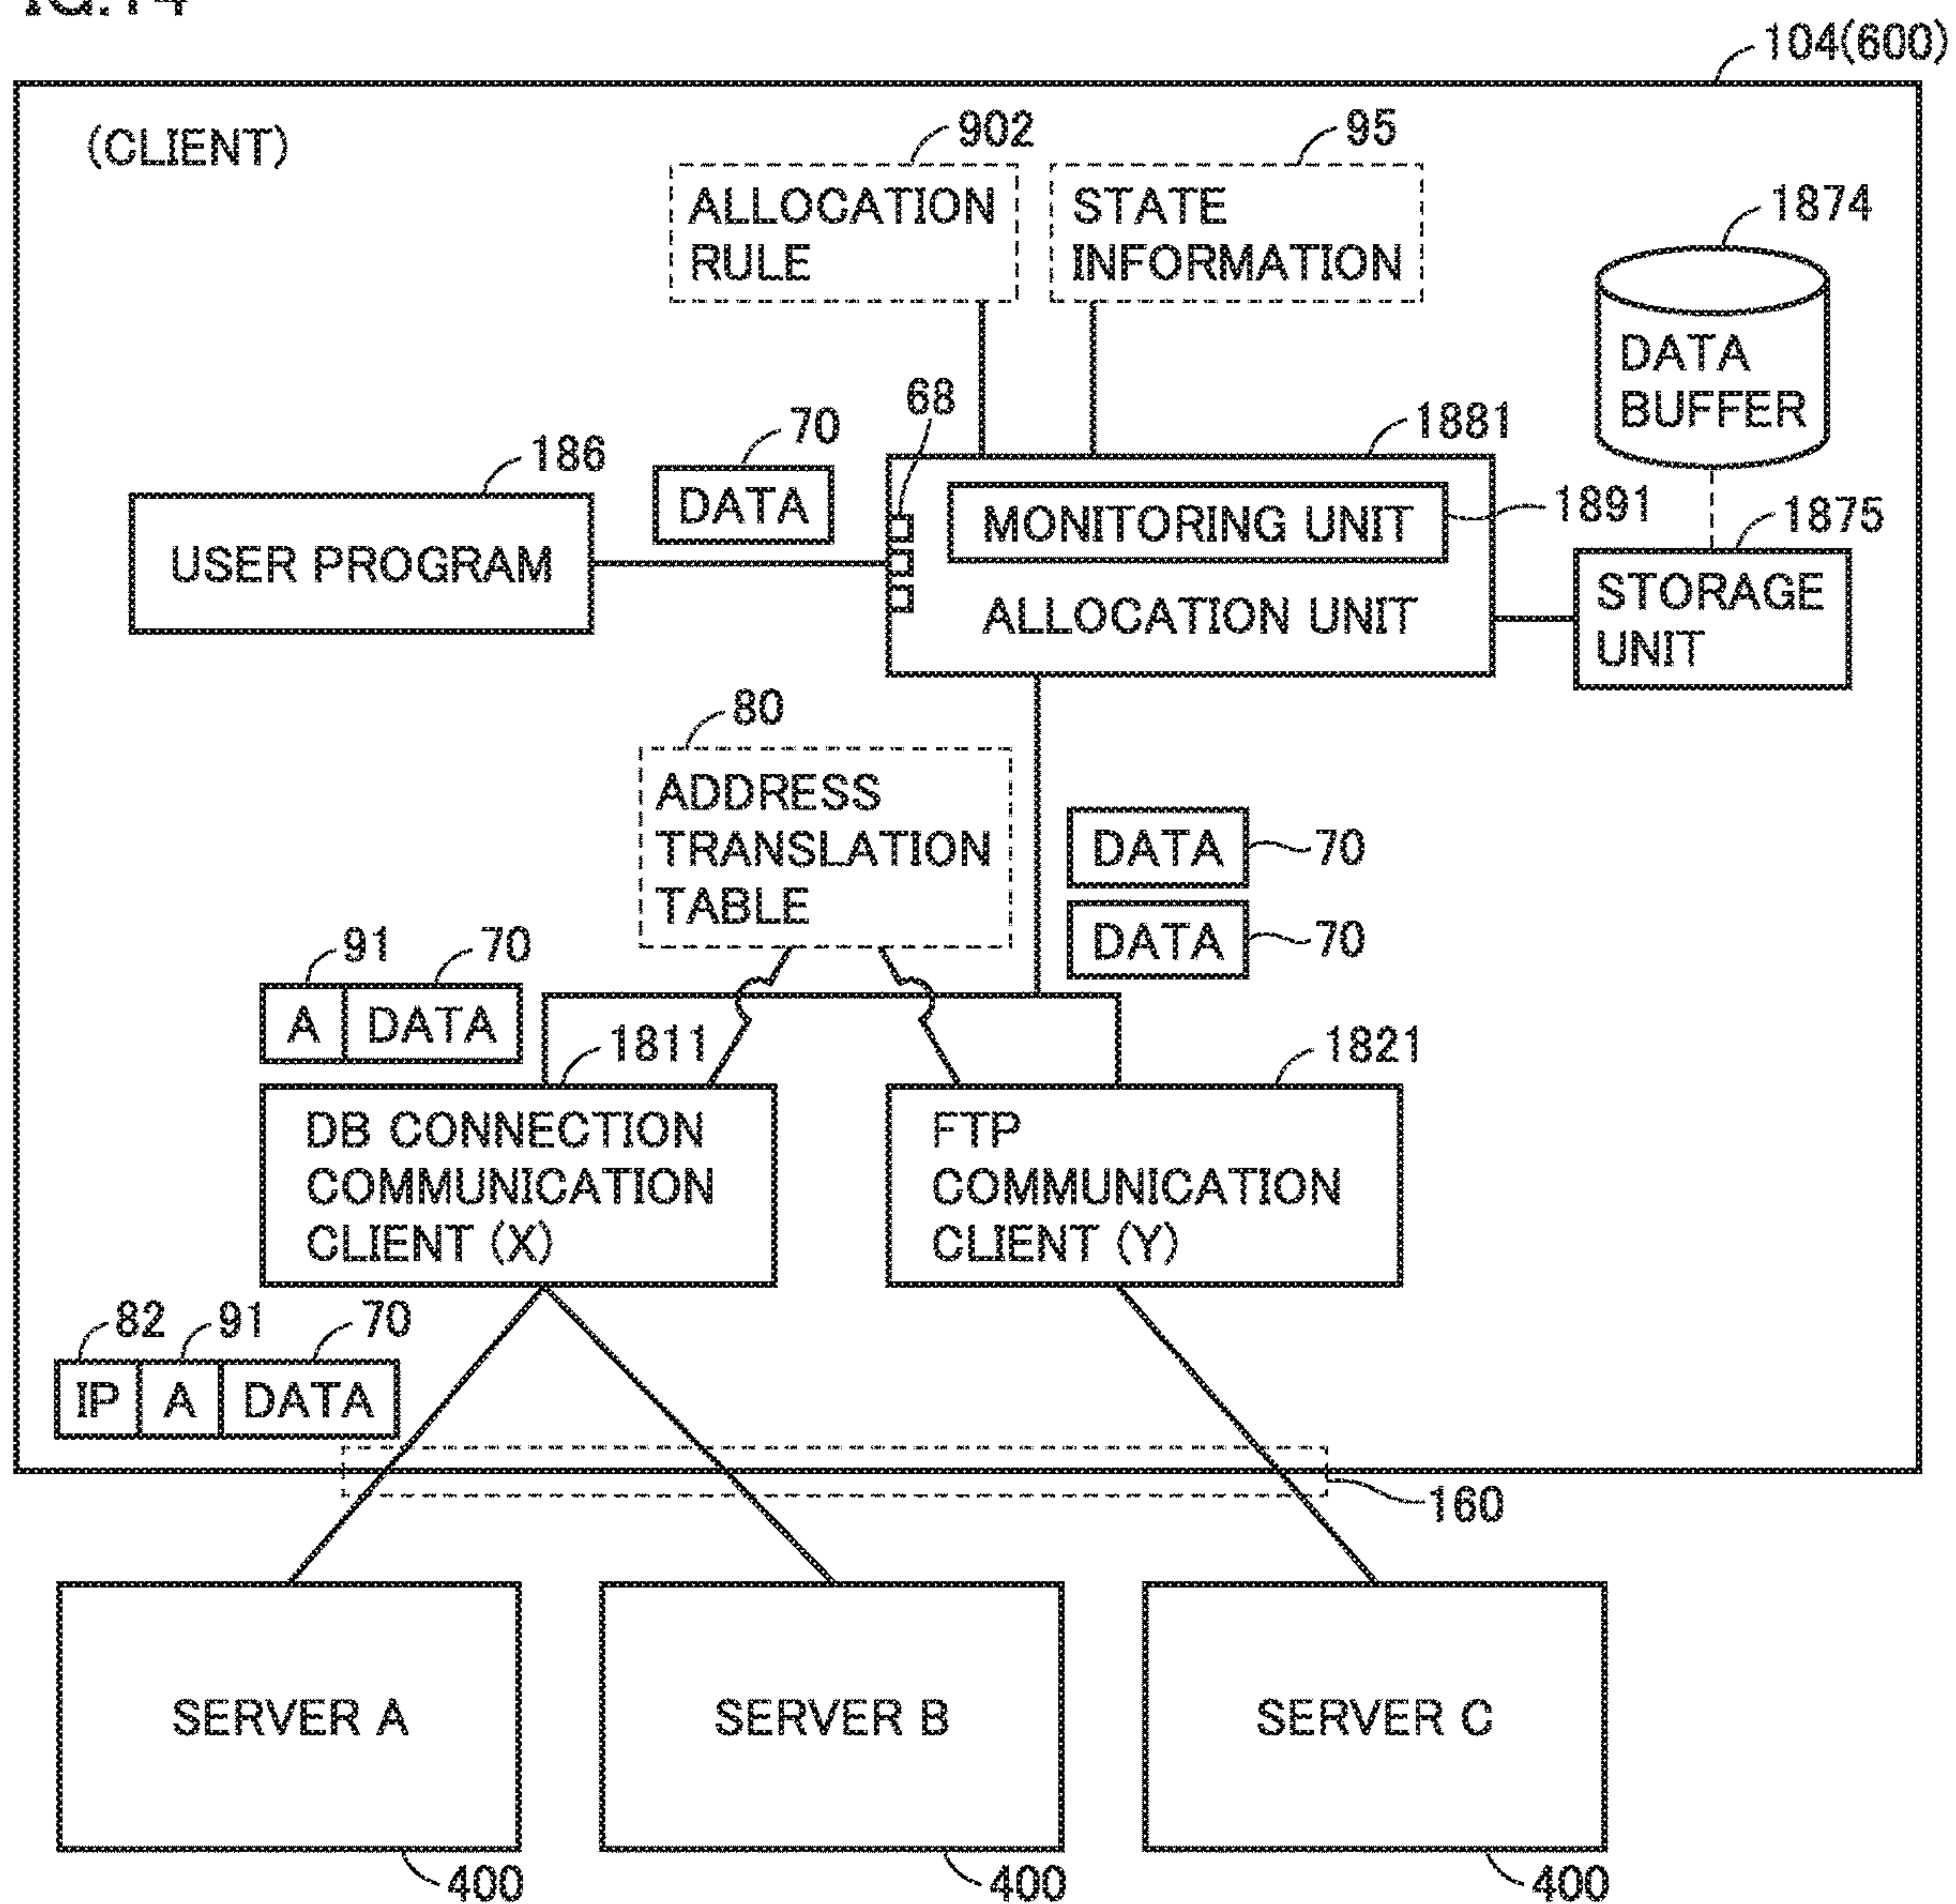 FIG.14
104(600)
(CLIENT)
902
95
ALLOCATION
RULE
STATE
INFORMATION
1874
DATA
BUFFER
68
1881
186
70
DATA
USER PROGRAM
MONITORING UNIT
1891
ALLOCATION UNIT
1875
STORAGE
UNIT
80
ADDRESS
TRANSLATION
TABLE
DATA
70
DATA
70
91
70
A
DATA
1811
1821
DB CONNECTION
COMMUNICATION
CLIENT (X)
FTP
COMMUNICATION
CLIENT (Y)
82
91
70
IP
A
DATA
160
SERVER A
SERVER B
SERVER C
400
400
400